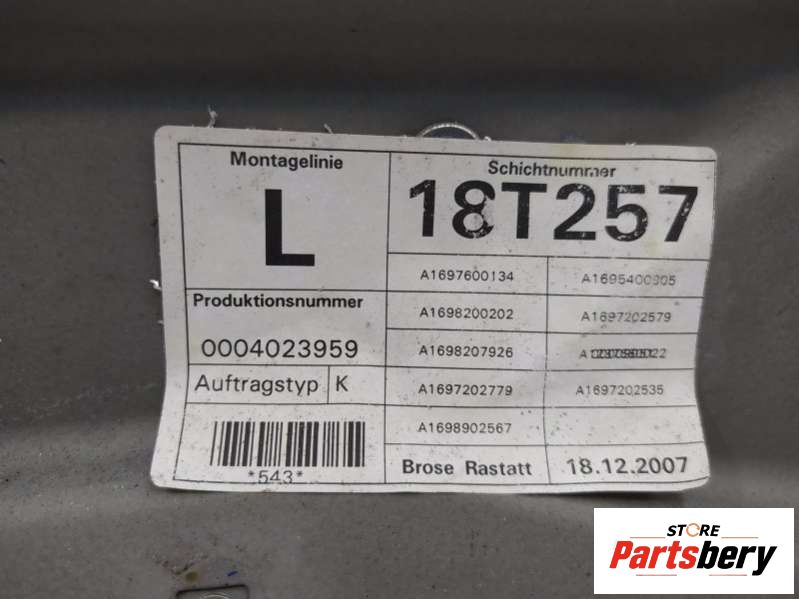 Montagelinie
L
Produktionsnummer
0004023959
Auftragstyp K
*543*
Schichtnummer
18T257
A1697600134 A1695400905
A1698200202 A1697202579
A1698207926
A1697202779 A1697202535
A1698902567
Brose Rastatt 18.12.2007
STORE
Partsbery